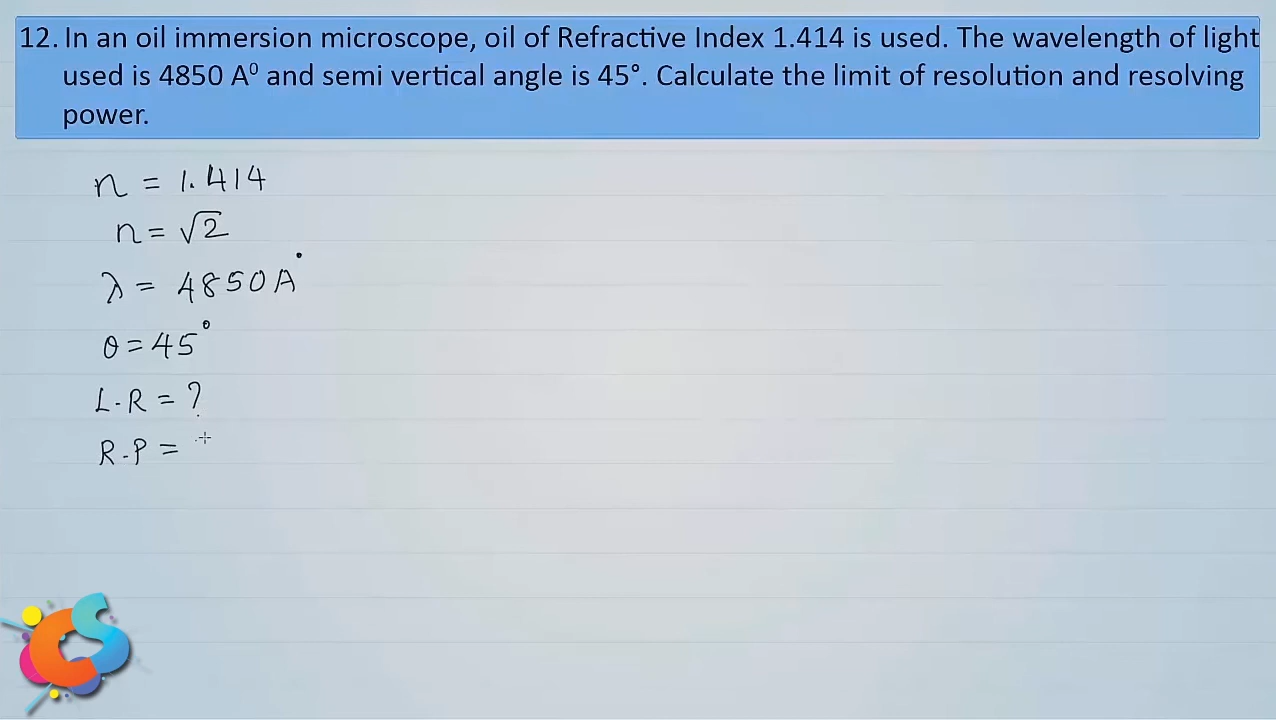 12. In an oil immersion microscope, oil of Refractive Index 1.414 is used. The wavelength of light
used is 4850 A⁰ and semi vertical angle is 45°. Calculate the limit of resolution and resolving
power.
n = 1.414
n = √2
λ = 4850 A°
θ = 45°
L.R = ?
R.P =
CS